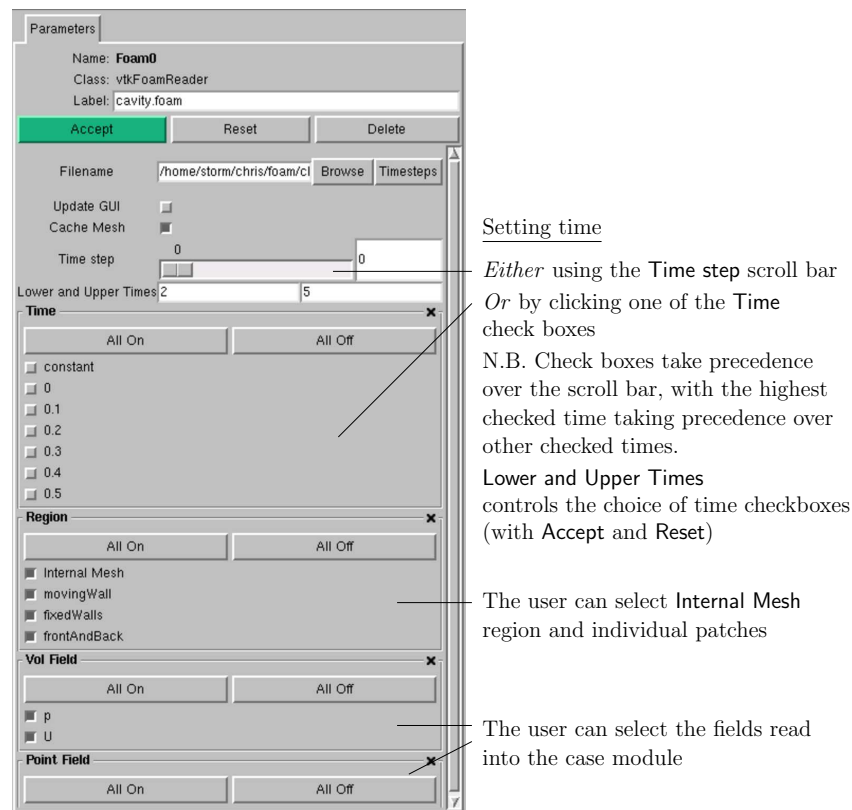 Parameters
Name: Foam0
Class: vtkFoamReader
Label: cavity.foam
Accept Reset Delete
Filename /home/storm/chris/foam/cl Browse Timesteps
Update GUI
Cache Mesh
Time step 0 0
Lower and Upper Times 2 5
Time
All On All Off
constant
0
0.1
0.2
0.3
0.4
0.5
Region
All On All Off
Internal Mesh
movingWall
fixedWalls
frontAndBack
Vol Field
All On All Off
p
U
Point Field
All On All Off
Setting time
Either using the Time step scroll bar
Or by clicking one of the Time
check boxes
N.B. Check boxes take precedence
over the scroll bar, with the highest
checked time taking precedence over
other checked times.
Lower and Upper Times
controls the choice of time checkboxes
(with Accept and Reset)
The user can select Internal Mesh
region and individual patches
The user can select the fields read
into the case module